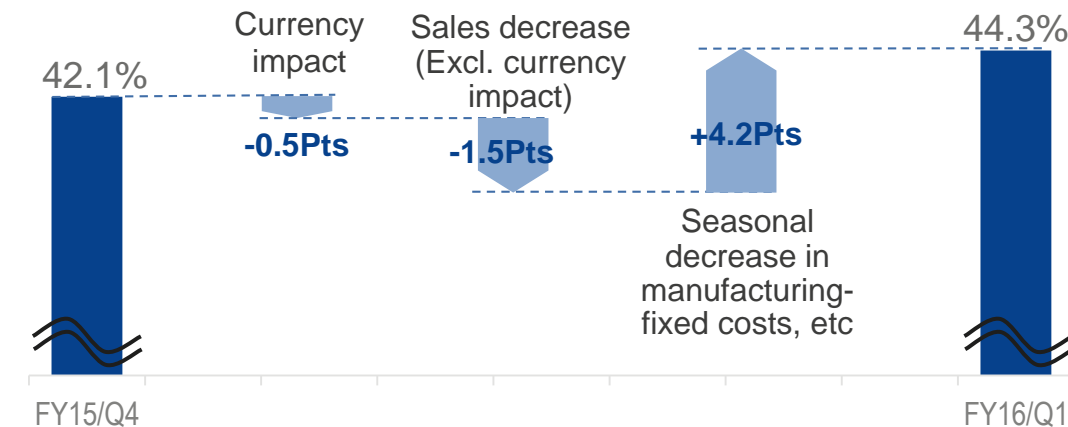 Currency
impact
Sales decrease
(Excl. currency
impact)
44.3%
42.1%
-0.5Pts
-1.5Pts
+4.2Pts
Seasonal
decrease in
manufacturing-
fixed costs, etc
FY15/Q4
FY16/Q1